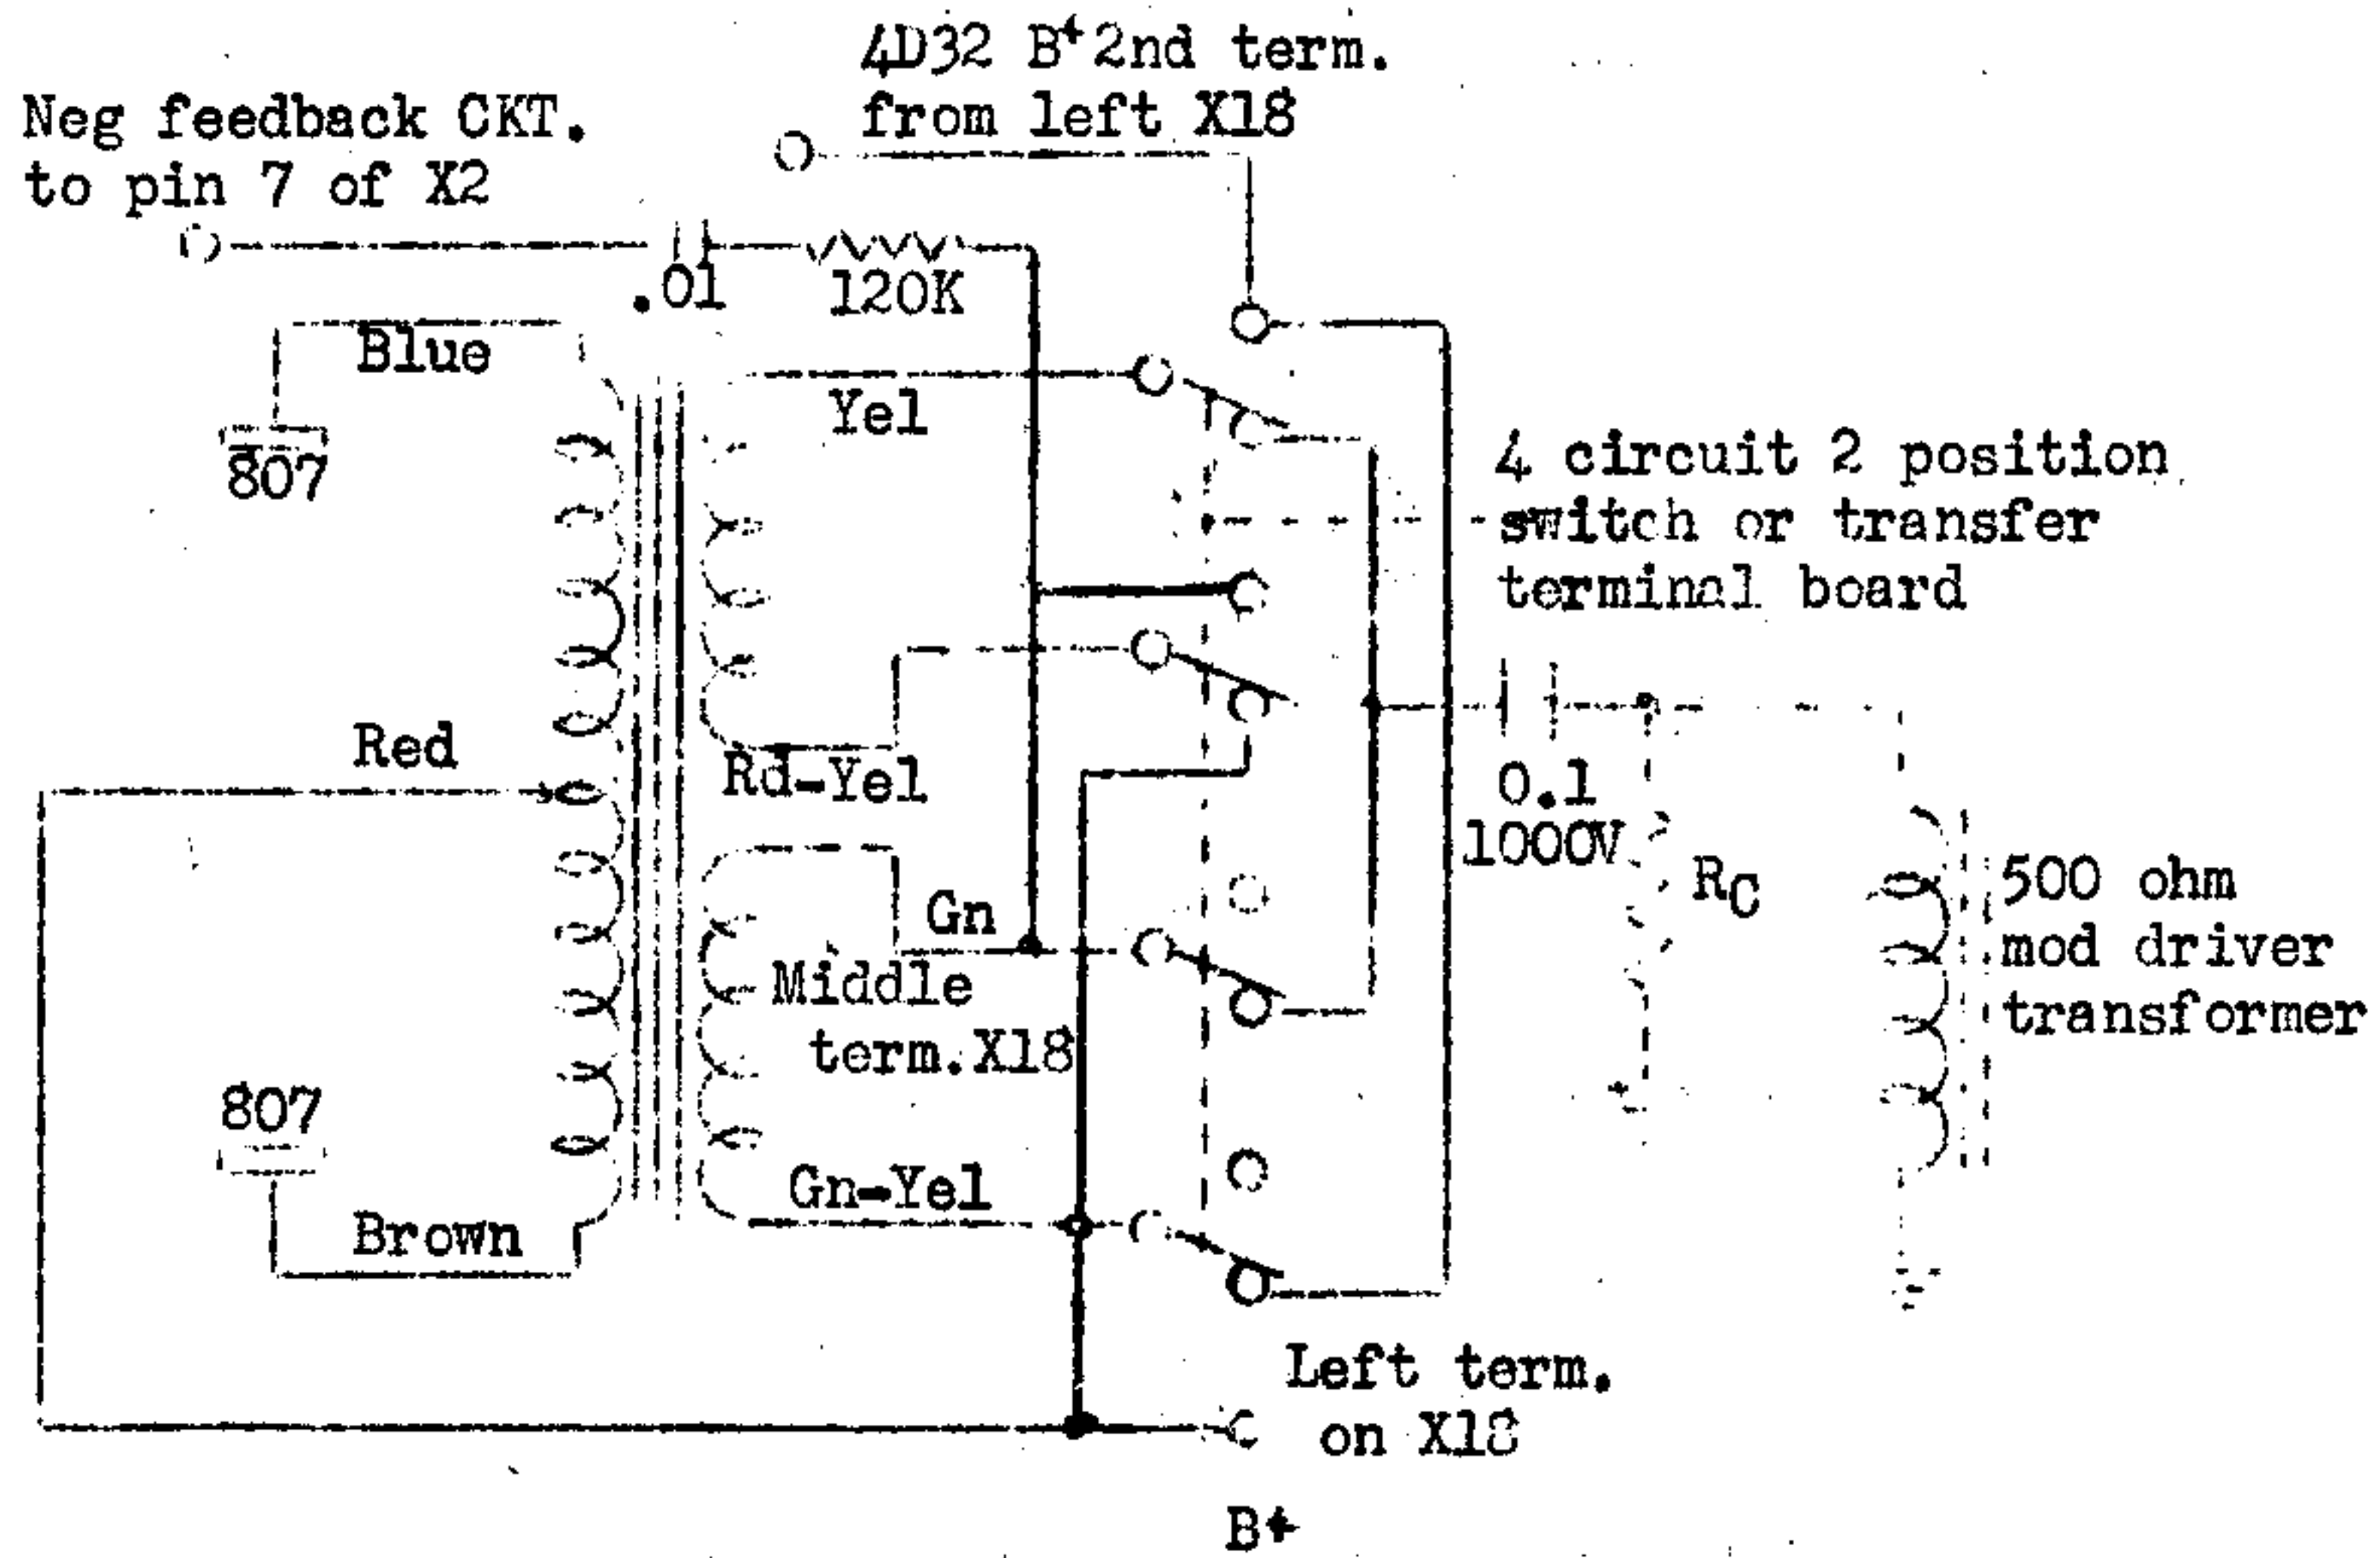 4D32 B+ 2nd term.
from left X18
Neg feedback CKT.
to pin 7 of X2
.01
120K
Blue
Yel
807
4 circuit 2 position
switch or transfer
terminal board
Red
Rd-Yel
0.1
1000V
RC
500 ohm
mod driver
transformer
Gn
Middle
term. X18
807
Gn-Yel
Brown
Left term.
on X18
B+